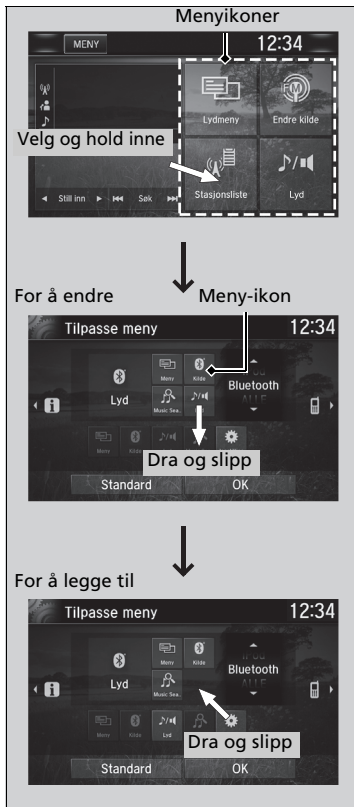 Menyikoner
MENY 12:34
Lydmeny Endre kilde
FM
Velg og hold inne
Stasjonsliste Lyd
Still inn Søk
For å endre Meny-ikon
Tilpasse meny 12:34
Meny Kilde
Lyd Bluetooth
Music Sea.
Dra og slipp
Standard OK
For å legge til
Tilpasse meny 12:34
Meny Kilde
Lyd Bluetooth
Music Sea.
Meny Kilde Lyd
Dra og slipp
Standard OK